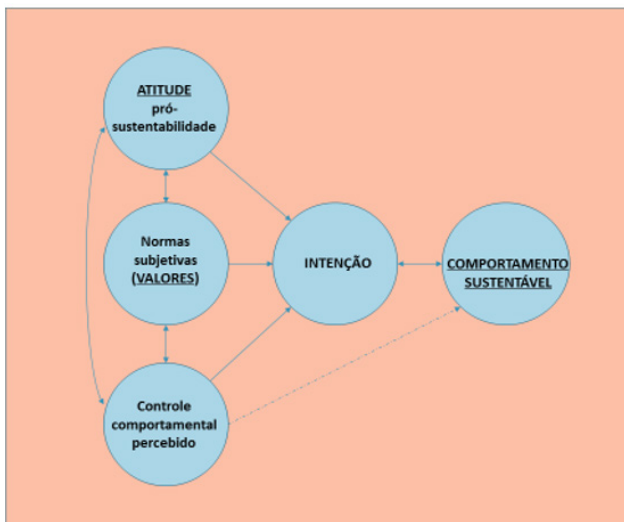 ATITUDE
pró-
sustentabilidade
Normas
subjetivas
(VALORES)
INTENÇÃO
COMPORTAMENTO
SUSTENTÁVEL
Controle
comportamental
percebido